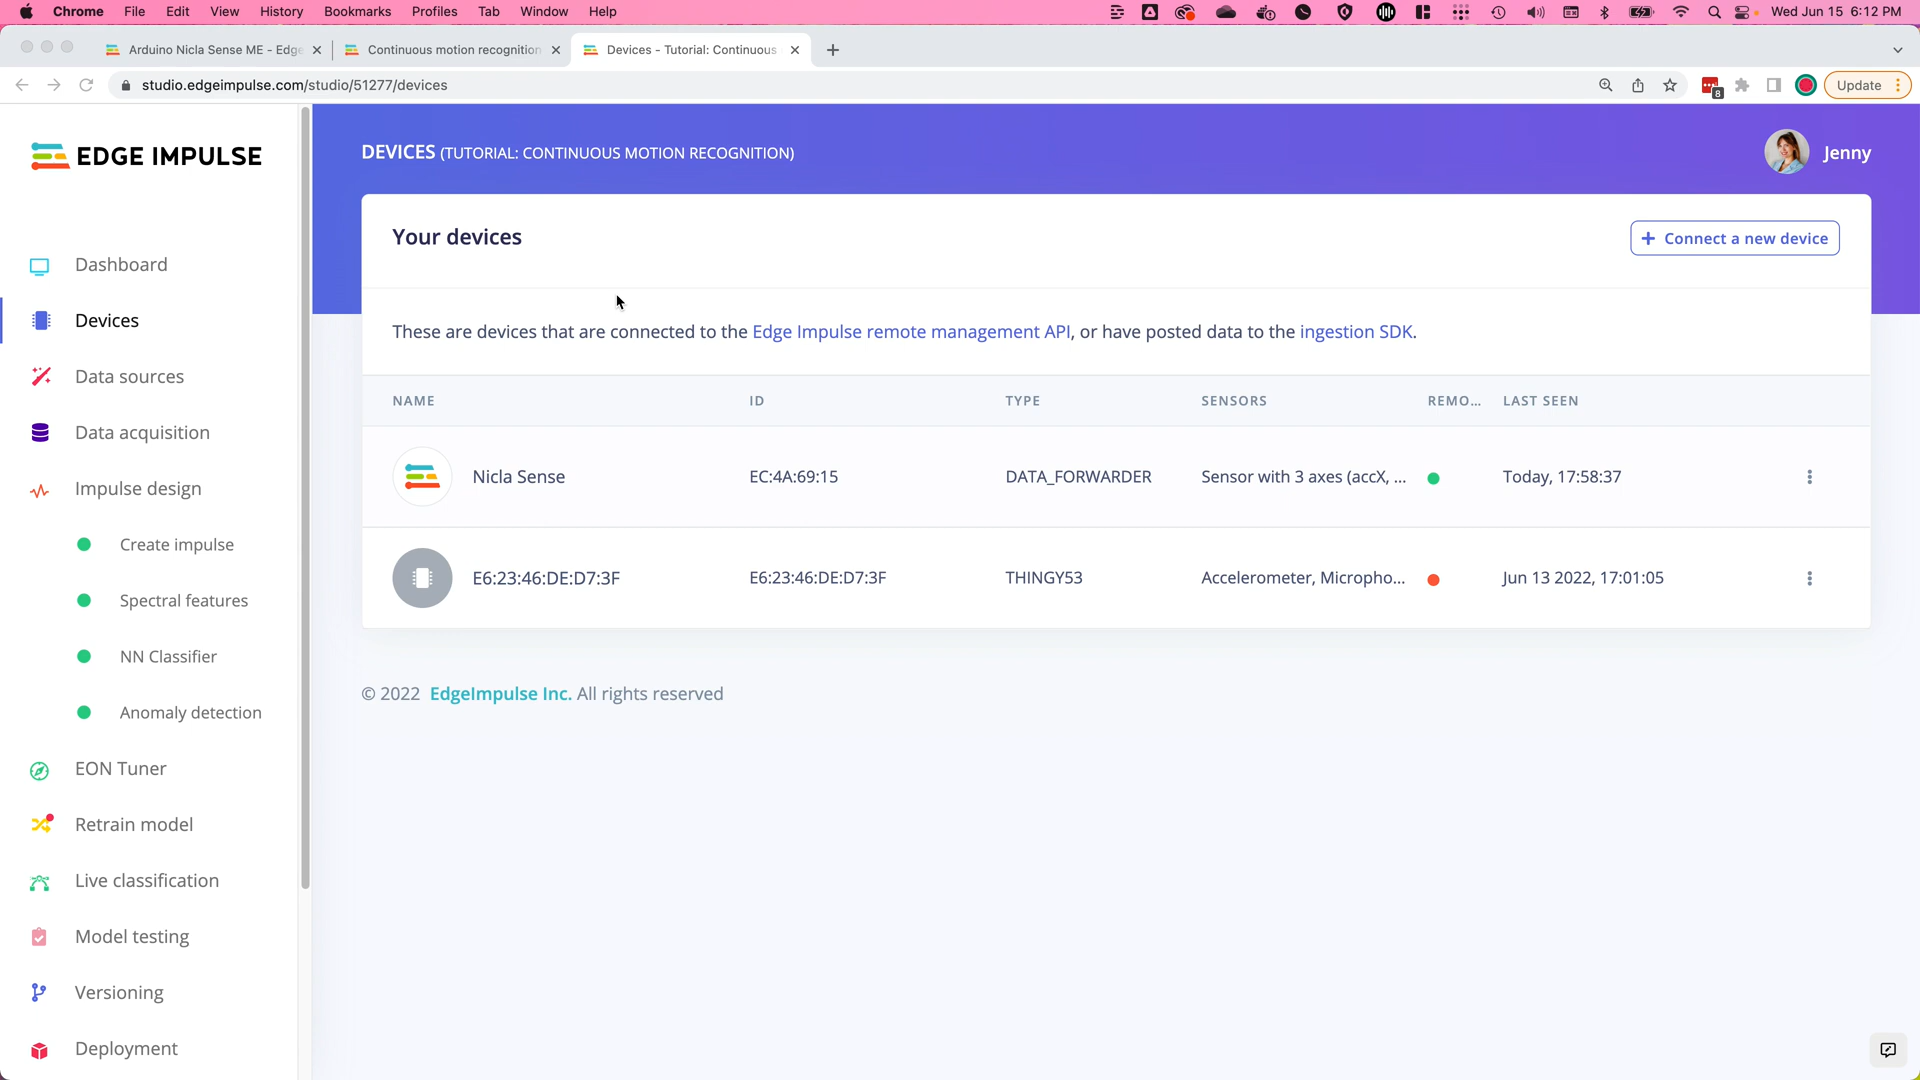 Chrome File Edit View History Bookmarks Profiles Tab Window Help Wed Jun 15 6:12 PM
Arduino Nicla Sense ME - Edge Continuous motion recognition Devices - Tutorial: Continuous
studio.edgeimpulse.com/studio/51277/devices 8 Update
EDGE IMPULSE
DEVICES (TUTORIAL: CONTINUOUS MOTION RECOGNITION) Jenny
Your devices + Connect a new device
These are devices that are connected to the Edge Impulse remote management API, or have posted data to the ingestion SDK.
NAME ID TYPE SENSORS REMO... LAST SEEN
Nicla Sense EC:4A:69:15 DATA_FORWARDER Sensor with 3 axes (accX, ... Today, 17:58:37
E6:23:46:DE:D7:3F E6:23:46:DE:D7:3F THINGY53 Accelerometer, Micropho... Jun 13 2022, 17:01:05
© 2022 EdgeImpulse Inc. All rights reserved
Dashboard
Devices
Data sources
Data acquisition
Impulse design
Create impulse
Spectral features
NN Classifier
Anomaly detection
EON Tuner
Retrain model
Live classification
Model testing
Versioning
Deployment